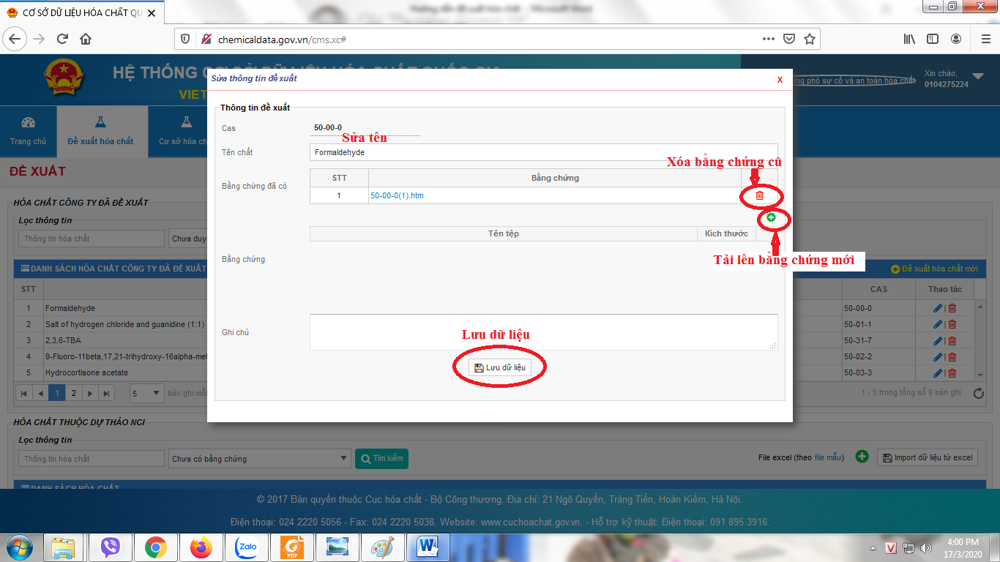 Hướng dẫn đề xuất hóa chất - Microsoft Word
CƠ SỞ DỮ LIỆU HÓA CHẤT QU
chemicaldata.gov.vn/cms.xc#
HỆ THỐNG CƠ SỞ DỮ LIỆU HÓA CHẤT QUỐC GIA
VIET
ng phó sự cố và an toàn hóa chất
Xin chào,
0104275224
Trang chủ
Đề xuất hóa chất
Cơ sở hóa ch
ĐỀ XUẤT
HÓA CHẤT CÔNG TY ĐÃ ĐỀ XUẤT
Lọc thông tin
Thông tin hóa chất
Chưa duyệ
DANH SÁCH HÓA CHẤT CÔNG TY ĐÃ ĐỀ XUẤT
Đề xuất hóa chất mới
STT CAS Thao tác
1 Formaldehyde 50-00-0
2 Salt of hydrogen chloride and guanidine (1:1) 50-01-1
3 2,3,6-TBA 50-31-7
4 9-Fluoro-11beta,17,21-trihydroxy-16alpha-met 50-02-2
5 Hydrocortisone acetate 50-03-3
1 2 5 bản ghi mỗi
1 - 5 trong tổng số 9 bản ghi
Sửa thông tin đề xuất
X
Thông tin đề xuất
Cas 50-00-0
Sửa tên
Tên chất Formaldehyde
Xóa bằng chứng cũ
Bằng chứng đã có
STT Bằng chứng
1 50-00-0(1).htm
Tên tệp Kích thước
Bằng chứng
Tải lên bằng chứng mới
Ghi chú
Lưu dữ liệu
Lưu dữ liệu
HÓA CHẤT THUỘC DỰ THẢO NCI
Lọc thông tin
Thông tin hóa chất
Chưa có bằng chứng
Tìm kiếm
File excel (theo file mẫu)
Import dữ liệu từ excel
DANH SÁCH HÓA CHẤT
© 2017 Bản quyền thuộc Cục hóa chất - Bộ Công thương. Địa chỉ: 21 Ngô Quyền, Tràng Tiền, Hoàn Kiếm, Hà Nội.
Điện thoại: 024 2220 5056 - Fax: 024 2220 5038. Website: www.cuchoachat.gov.vn. - Hỗ trợ kỹ thuật: Điện thoại: 091 895 3916.
Zalo
PDF
4:00 PM
17/3/2020